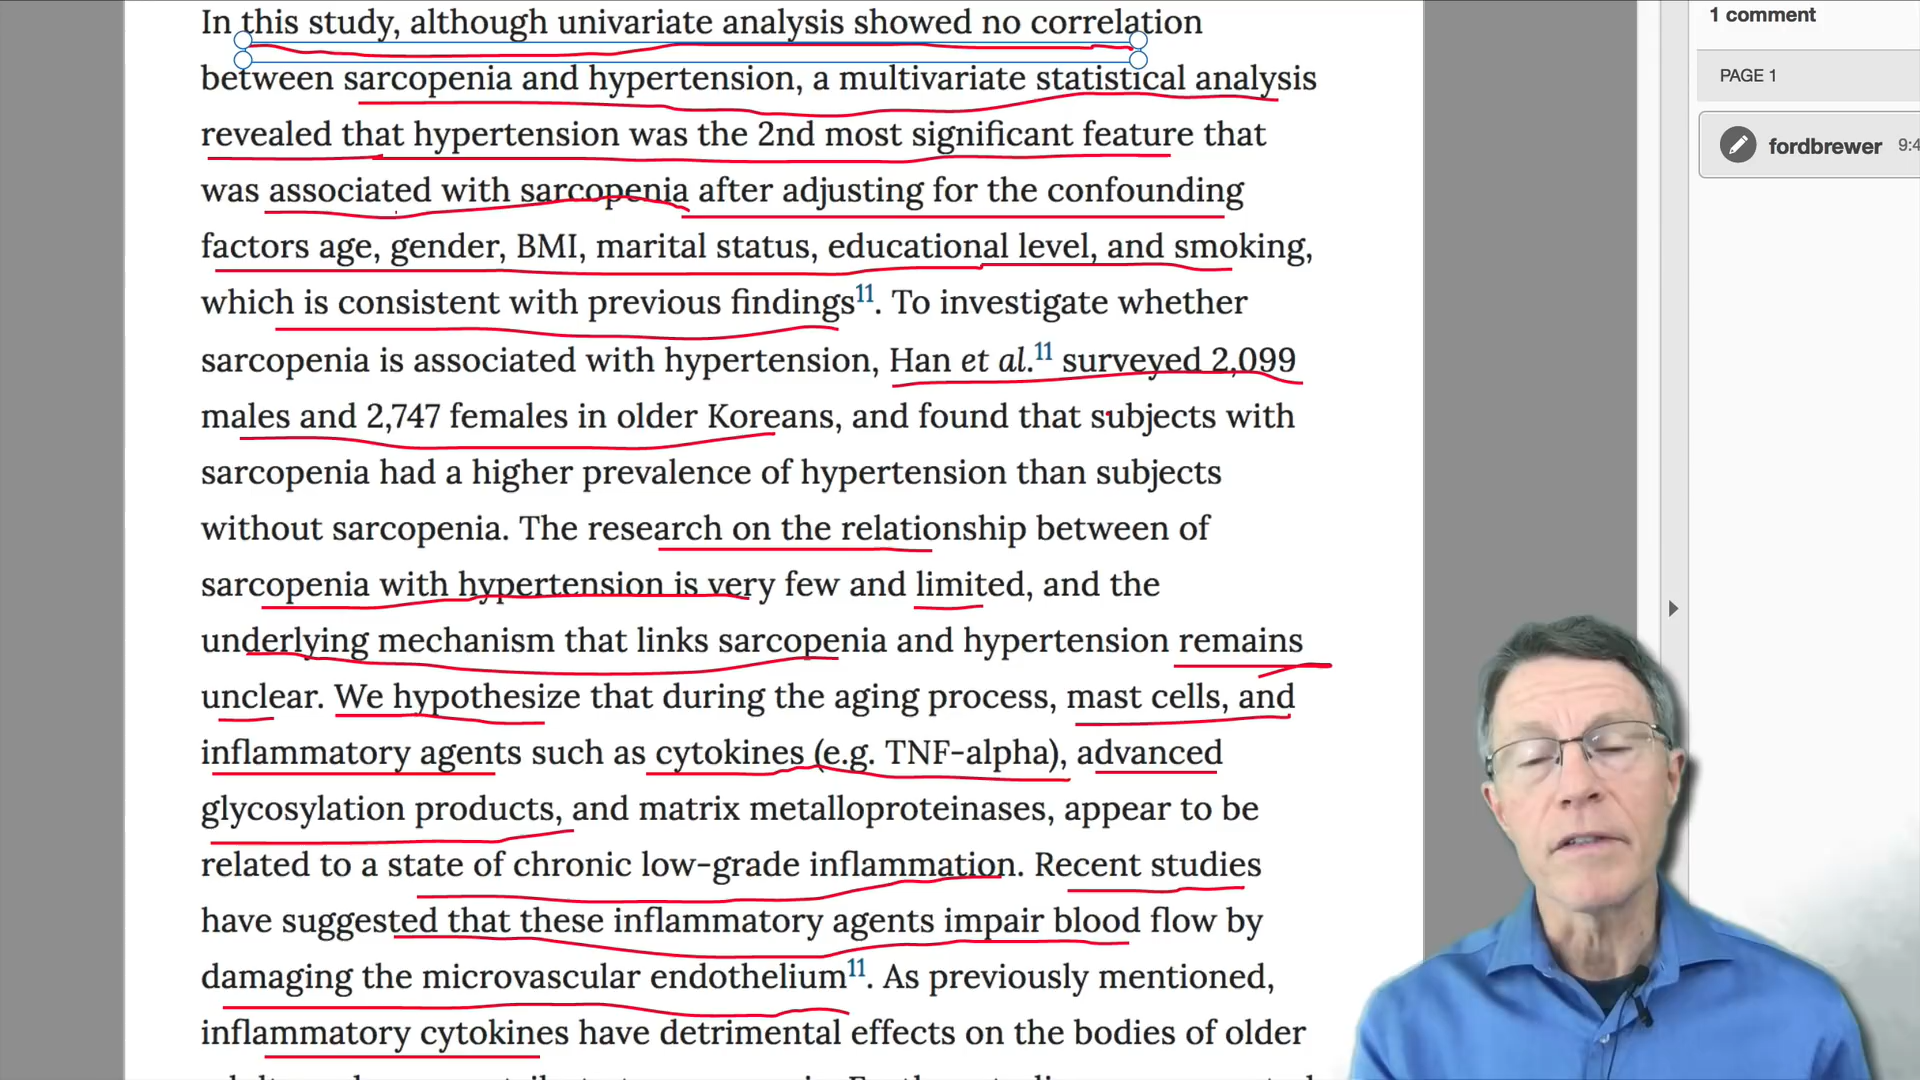 In this study, although univariate analysis showed no correlation
between sarcopenia and hypertension, a multivariate statistical analysis
revealed that hypertension was the 2nd most significant feature that
was associated with sarcopenia after adjusting for the confounding
factors age, gender, BMI, marital status, educational level, and smoking,
which is consistent with previous findings11. To investigate whether
sarcopenia is associated with hypertension, Han et al.11 surveyed 2,099
males and 2,747 females in older Koreans, and found that subjects with
sarcopenia had a higher prevalence of hypertension than subjects
without sarcopenia. The research on the relationship between of
sarcopenia with hypertension is very few and limited, and the
underlying mechanism that links sarcopenia and hypertension remains
unclear. We hypothesize that during the aging process, mast cells, and
inflammatory agents such as cytokines (e.g. TNF-alpha), advanced
glycosylation products, and matrix metalloproteinases, appear to be
related to a state of chronic low-grade inflammation. Recent studies
have suggested that these inflammatory agents impair blood flow by
damaging the microvascular endothelium11. As previously mentioned,
inflammatory cytokines have detrimental effects on the bodies of older
1 comment
PAGE 1
fordbrewer 9:4